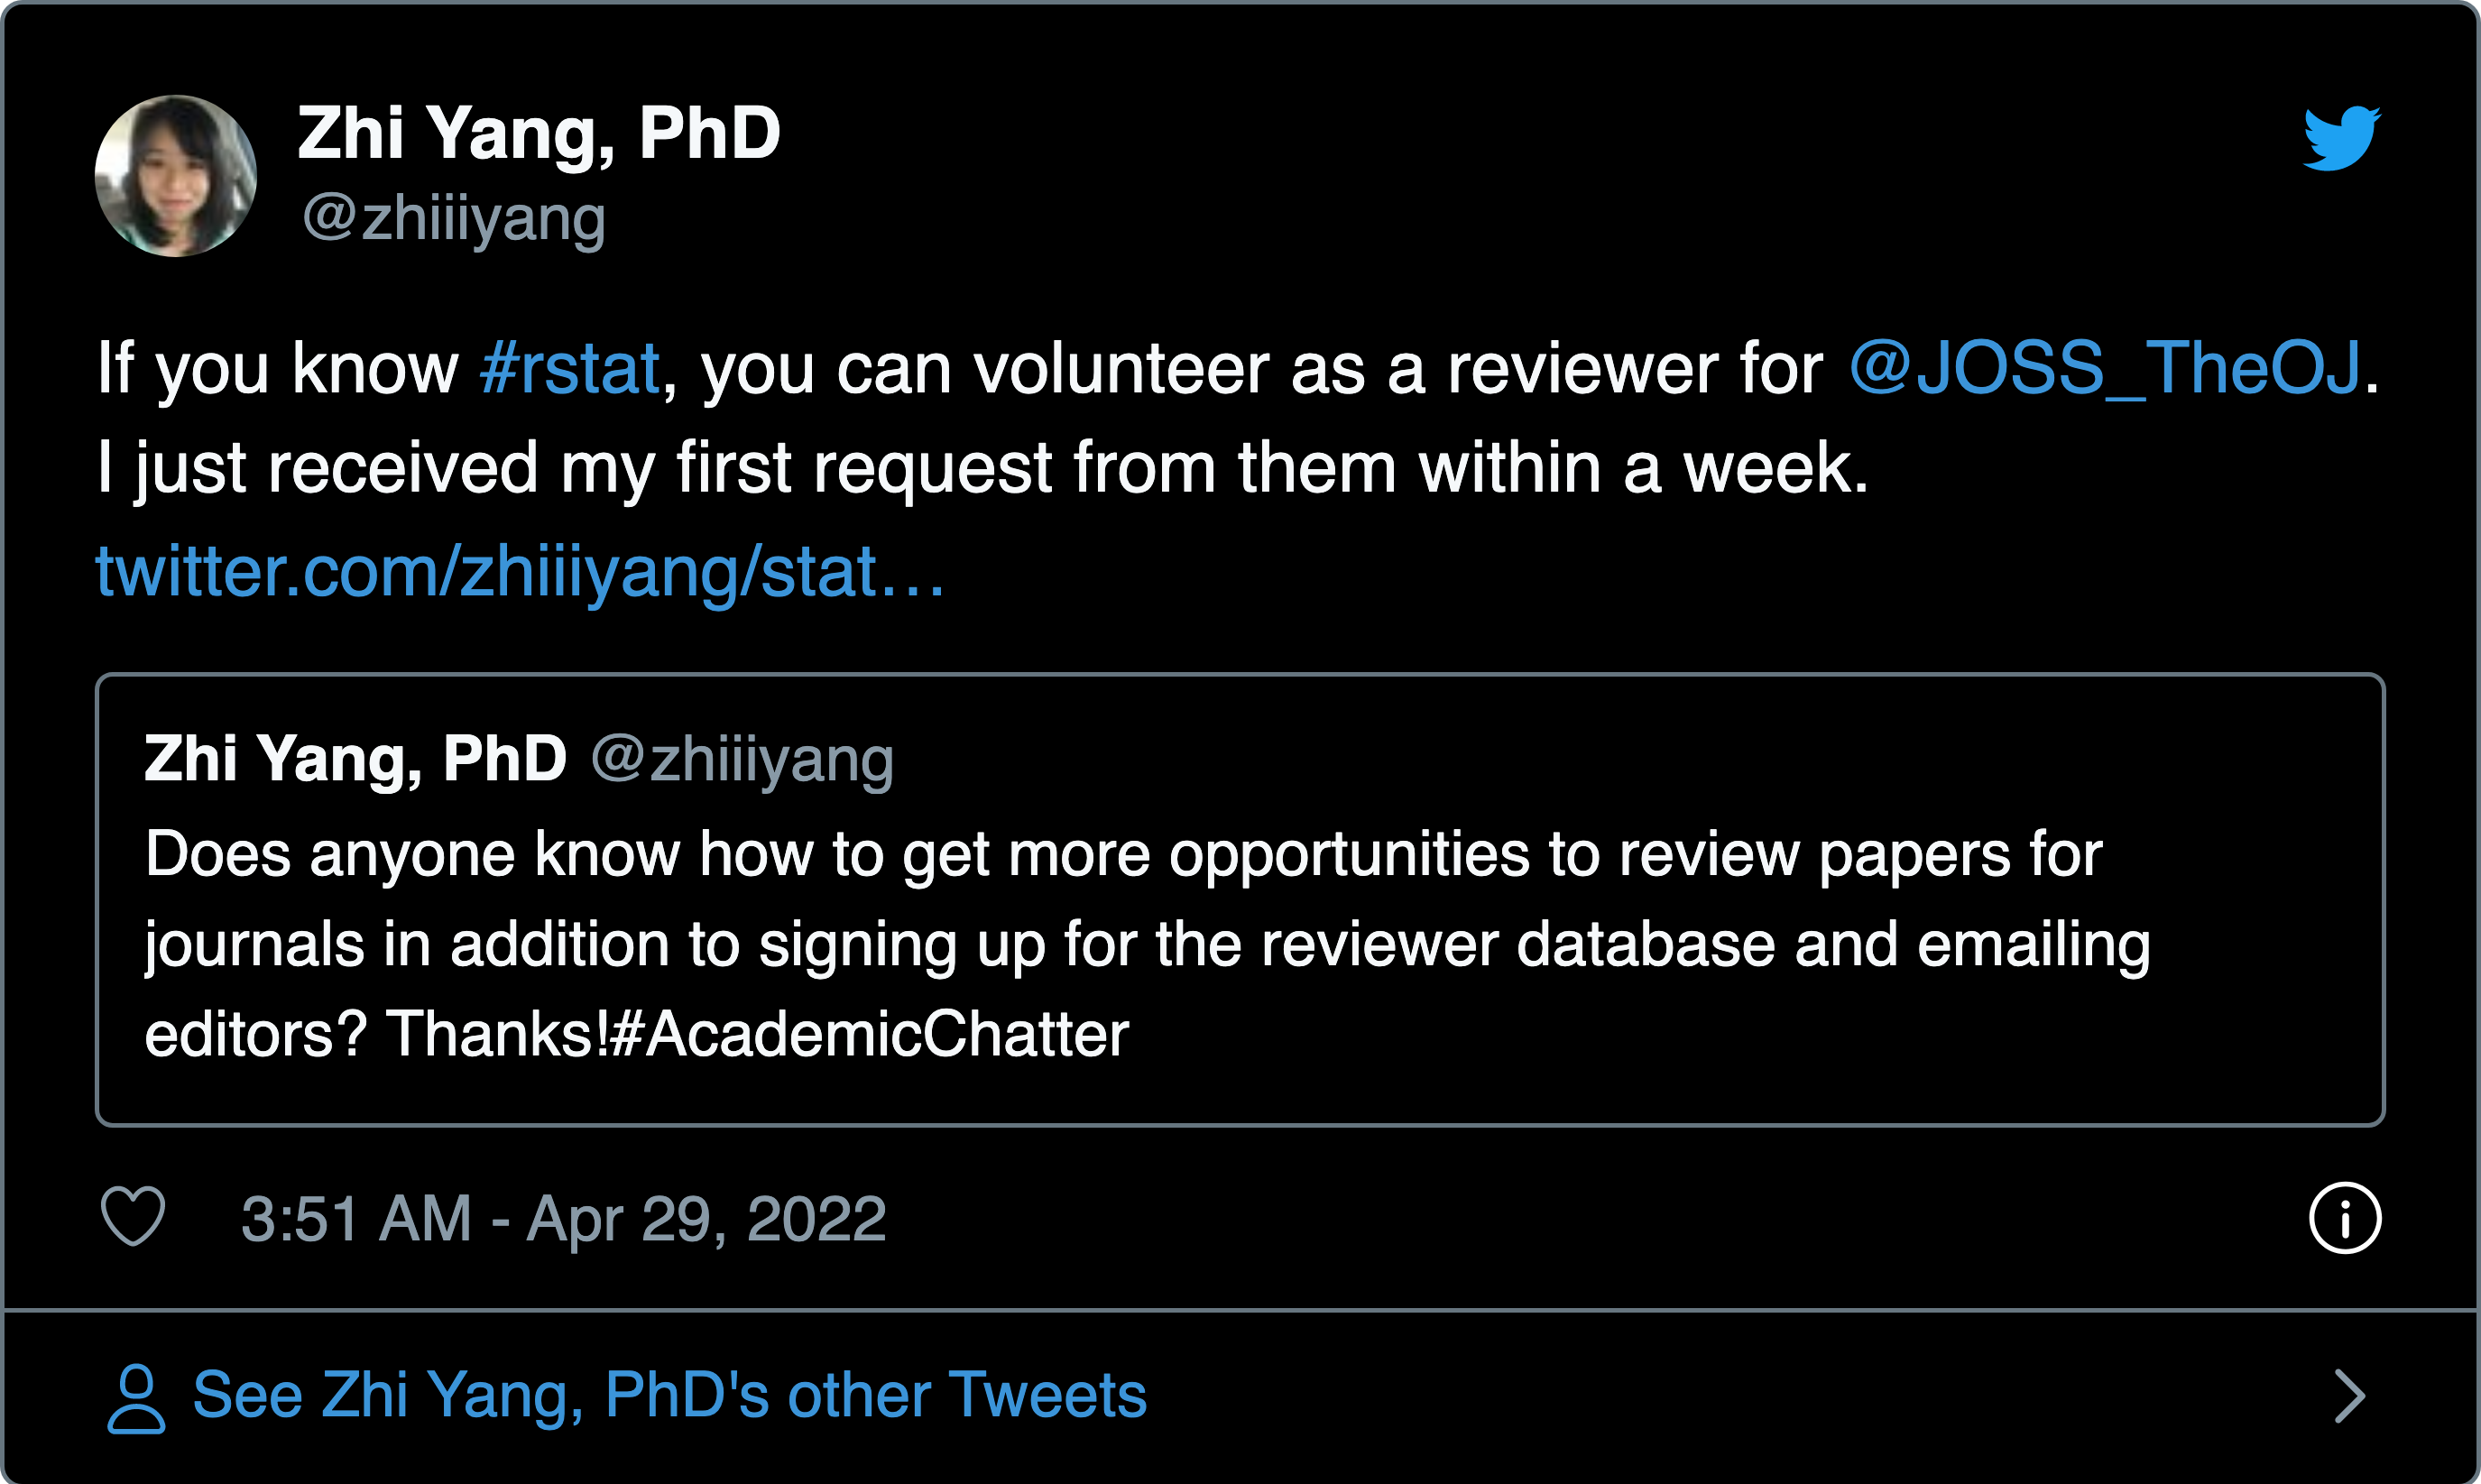 Zhi Yang, PhD
@zhiiiyang
If you know #rstat, you can volunteer as a reviewer for @JOSS_TheOJ.
I just received my first request from them within a week.
twitter.com/zhiiiyang/stat…
Zhi Yang, PhD @zhiiiyang
Does anyone know how to get more opportunities to review papers for
journals in addition to signing up for the reviewer database and emailing
editors? Thanks!#AcademicChatter
3:51 AM - Apr 29, 2022
See Zhi Yang, PhD's other Tweets